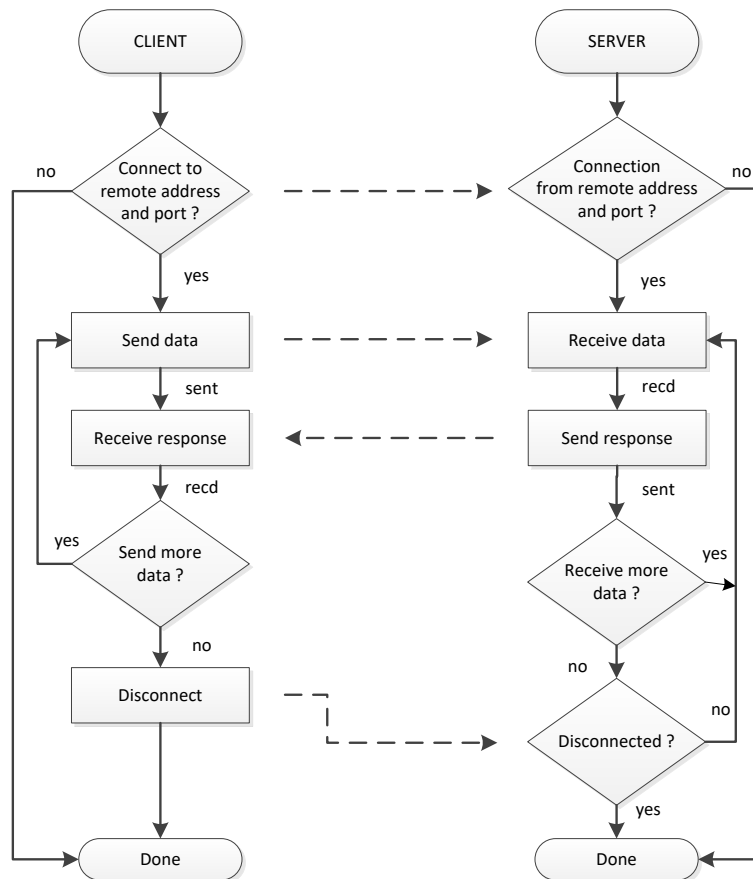 CLIENT
SERVER
no
Connect to
remote address
and port ?
Connection
from remote address
and port ?
no
yes
yes
Send data
Receive data
sent
recd
Receive response
Send response
recd
sent
yes
Send more
data ?
Receive more
data ?
yes
no
no
Disconnect
Disconnected ?
no
yes
Done
Done